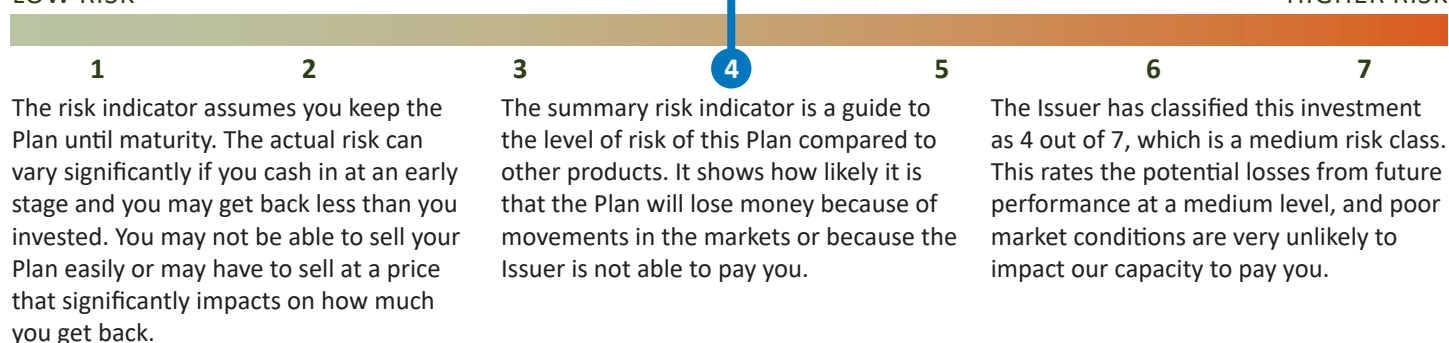 LOW RISK
HIGHER RISK
1 2 3 4 5 6 7
The risk indicator assumes you keep the
Plan until maturity. The actual risk can
vary significantly if you cash in at an early
stage and you may get back less than you
invested. You may not be able to sell your
Plan easily or may have to sell at a price
that significantly impacts on how much
you get back.
The summary risk indicator is a guide to
the level of risk of this Plan compared to
other products. It shows how likely it is
that the Plan will lose money because of
movements in the markets or because the
Issuer is not able to pay you.
The Issuer has classified this investment
as 4 out of 7, which is a medium risk class.
This rates the potential losses from future
performance at a medium level, and poor
market conditions are very unlikely to
impact our capacity to pay you.